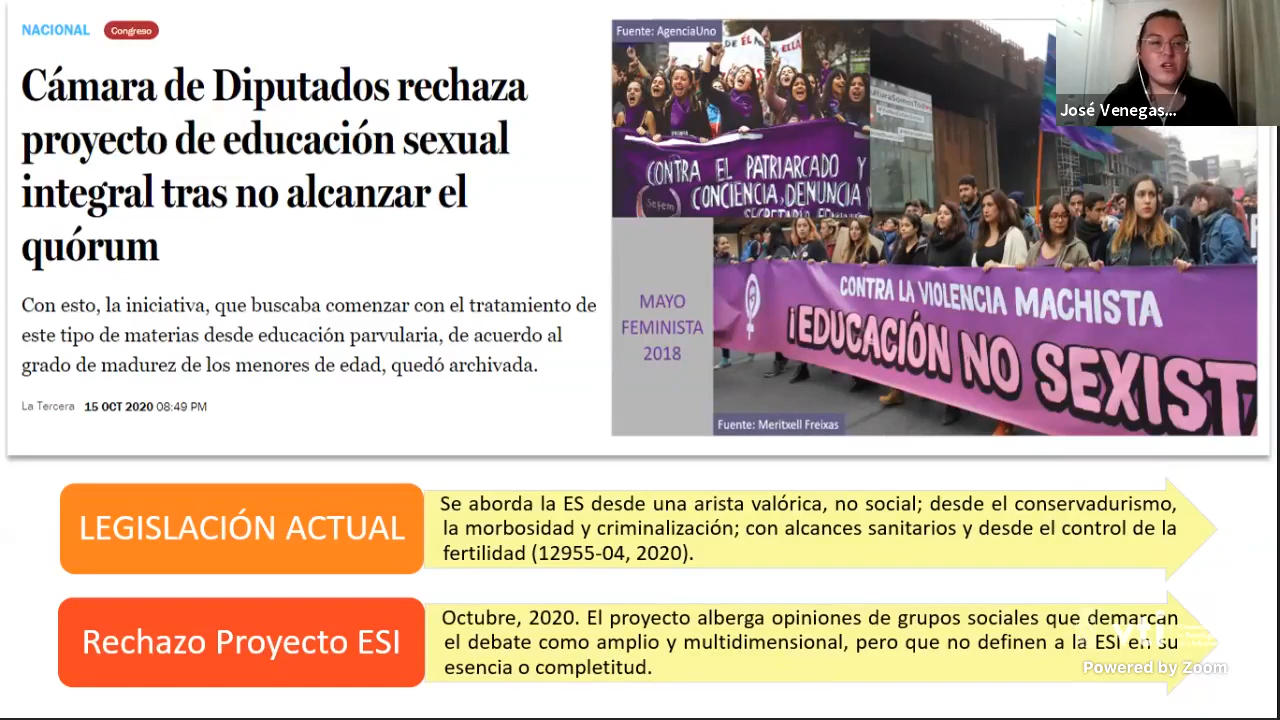 NACIONAL Congreso
Cámara de Diputados rechaza
proyecto de educación sexual
integral tras no alcanzar el
quórum
Con esto, la iniciativa, que buscaba comenzar con el tratamiento de
este tipo de materias desde educación parvularia, de acuerdo al
grado de madurez de los menores de edad, quedó archivada.
La Tercera 15 OCT 2020 08:49 PM
Fuente: AgenciaUno
CONTRA EL PATRIARCADO Y
CONCIENCIA, DENUNCIA
Sefem
MAYO
FEMINISTA
2018
CONTRA LA VIOLENCIA MACHISTA
¡EDUCACIÓN NO SEXIST
Fuente: Meritxell Freixas
José Venegas...
LEGISLACIÓN ACTUAL
Se aborda la ES desde una arista valórica, no social; desde el conservadurismo,
la morbosidad y criminalización; con alcances sanitarios y desde el control de la
fertilidad (12955-04, 2020).
Rechazo Proyecto ESI
Octubre, 2020. El proyecto alberga opiniones de grupos sociales que demarcan
el debate como amplio y multidimensional, pero que no definen a la ESI en su
esencia o completitud.
vti
Powered by Zoom